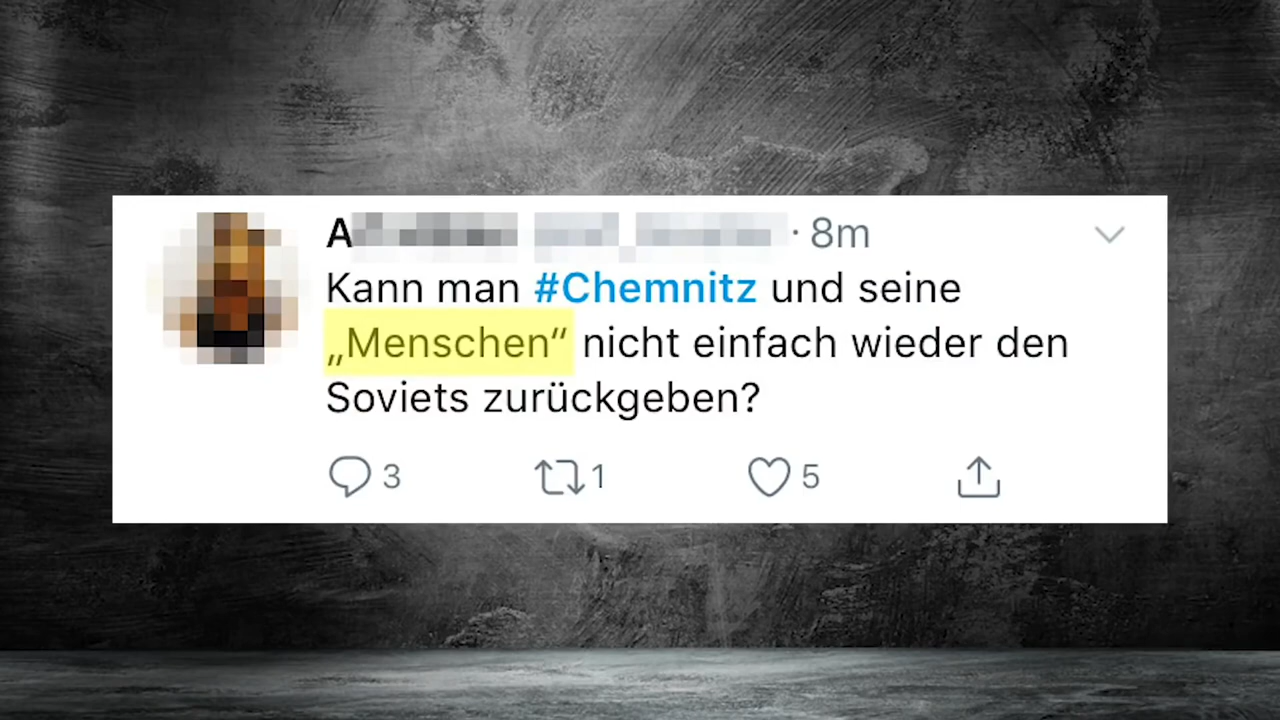 A · 8m
Kann man #Chemnitz und seine
„Menschen“ nicht einfach wieder den
Soviets zurückgeben?
3 1 5